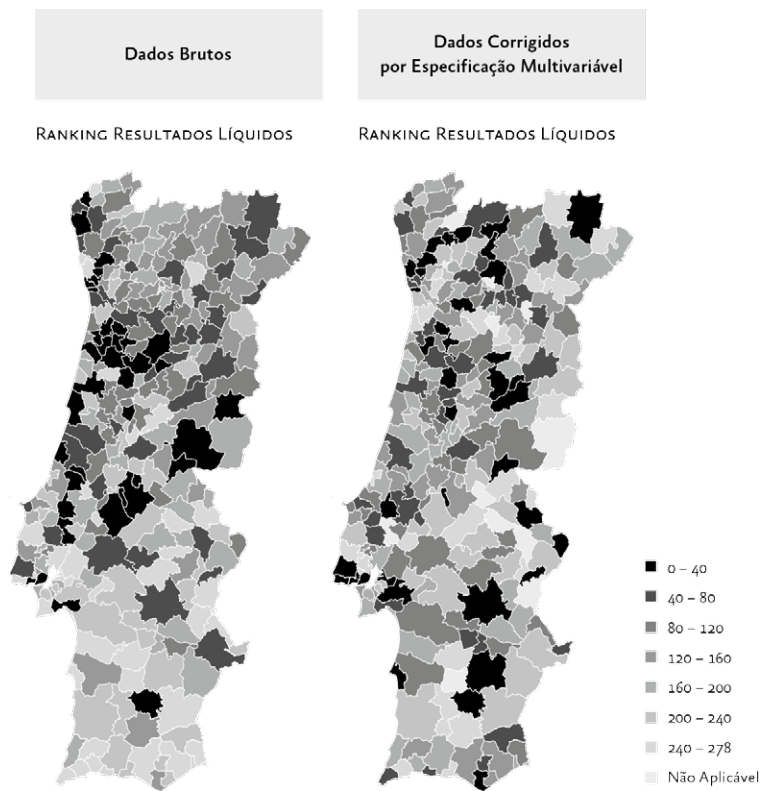 Dados Brutos
Dados Corrigidos
por Especificação Multivariável
Ranking Resultados Líquidos
Ranking Resultados Líquidos
0 – 40
40 – 80
80 – 120
120 – 160
160 – 200
200 – 240
240 – 278
Não Aplicável